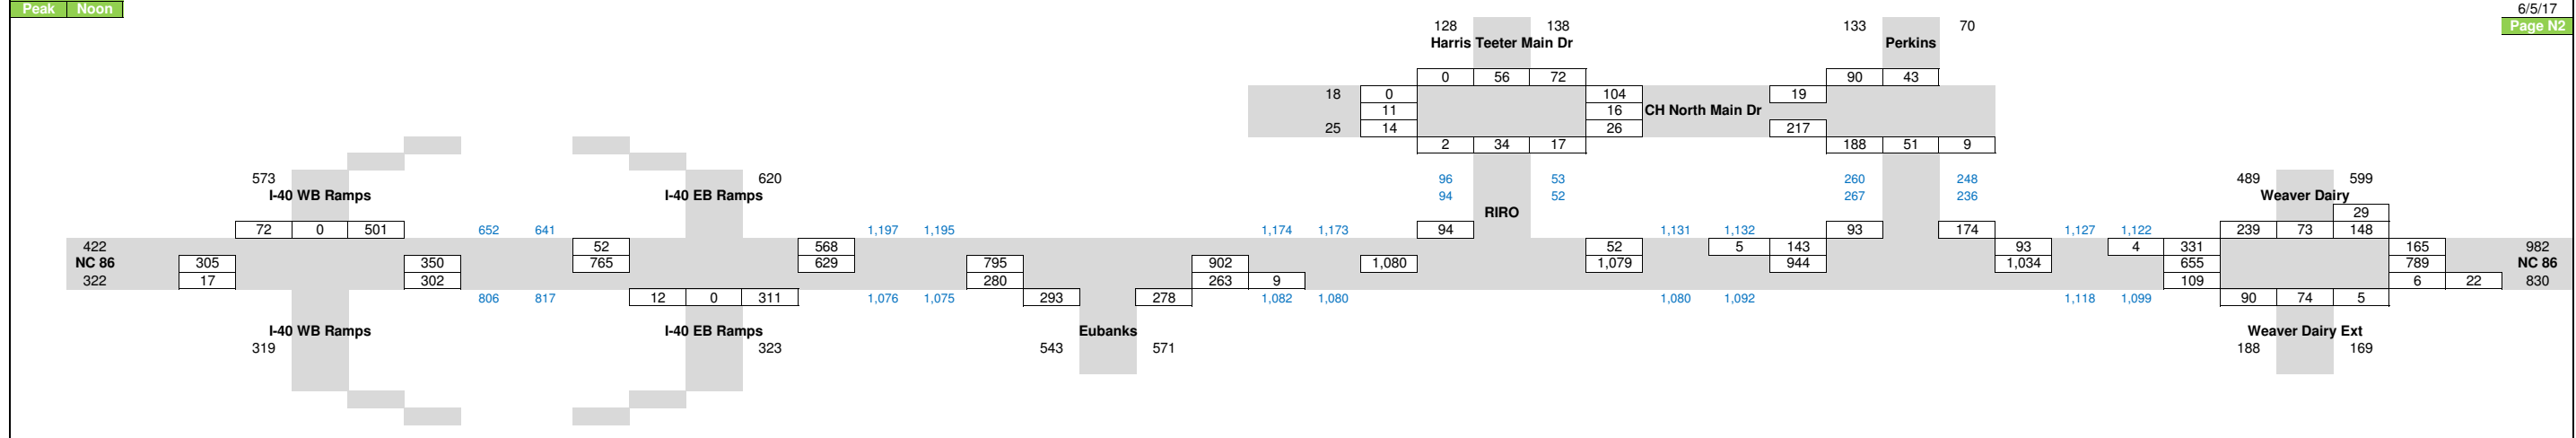 Peak Noon 6/5/17
Page N2
128 138 133 70
Harris Teeter Main Dr Perkins
0 56 72 90 43
18 0 104 19
11 16 CH North Main Dr
25 14 26 217
2 34 17 188 51 9
573 620 96 53 260 248 489 599
I-40 WB Ramps I-40 EB Ramps 94 52 267 236 Weaver Dairy
RIRO 29
72 0 501 652 641 1,197 1,195 1,174 1,173 94 1,131 1,132 93 174 1,127 1,122 239 73 148
422 52 568 52 5 143 93 4 331 165 982
NC 86 305 350 765 629 795 902 1,080 1,079 944 1,034 655 789 NC 86
322 17 302 280 263 9 109 6 22 830
806 817 12 0 311 1,076 1,075 293 278 1,082 1,080 1,080 1,092 1,118 1,099 90 74 5
I-40 WB Ramps I-40 EB Ramps Eubanks Weaver Dairy Ext
319 323 543 571 188 169